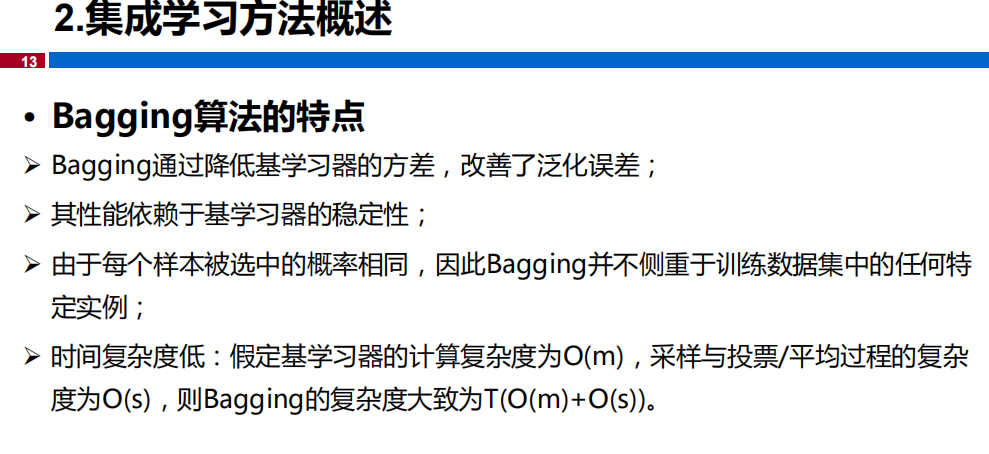 2.集成学习方法概述
13
• Bagging算法的特点
➢ Bagging通过降低基学习器的方差，改善了泛化误差；
➢ 其性能依赖于基学习器的稳定性；
➢ 由于每个样本被选中的概率相同，因此Bagging并不侧重于训练数据集中的任何特
定实例；
➢ 时间复杂度低：假定基学习器的计算复杂度为O(m)，采样与投票/平均过程的复杂
度为O(s)，则Bagging的复杂度大致为T(O(m)+O(s))。